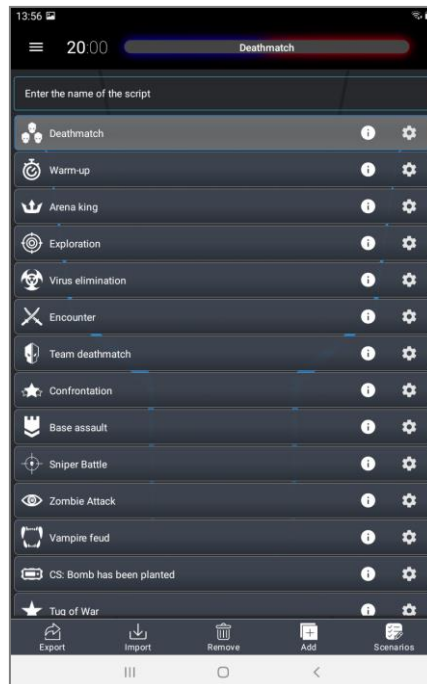 13:56
20:00 Deathmatch
Enter the name of the script
Deathmatch
Warm-up
Arena king
Exploration
Virus elimination
Encounter
Team deathmatch
Confrontation
Base assault
Sniper Battle
Zombie Attack
Vampire feud
CS: Bomb has been planted
Tug of War
Export Import Remove Add Scenarios